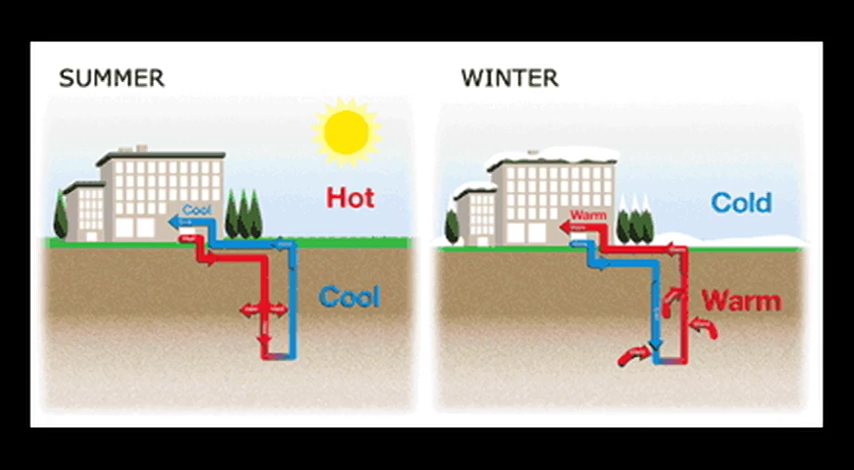 SUMMER
Hot
Cool
Cool
WINTER
Cold
Warm
Warm